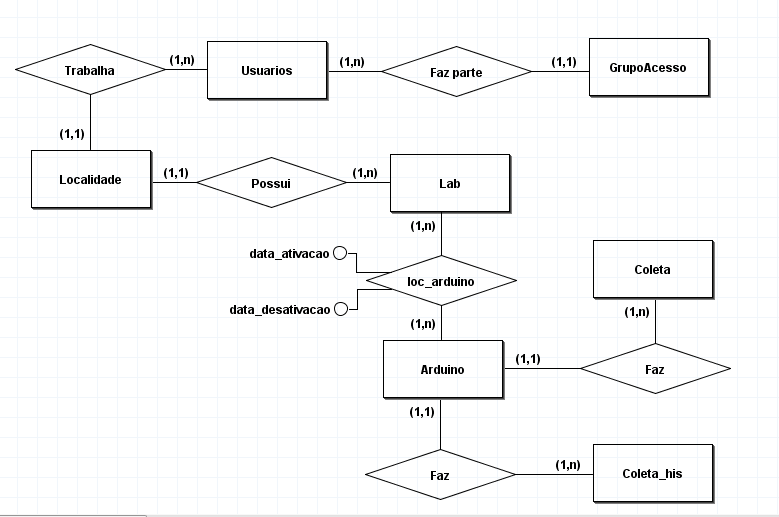 Trabalha
(1,n)
Usuarios
(1,n)
Faz parte
(1,1)
GrupoAcesso
(1,1)
Localidade
(1,1)
Possui
(1,n)
Lab
(1,n)
data_ativacao
loc_arduino
data_desativacao
(1,n)
Coleta
(1,n)
Arduino
(1,1)
Faz
(1,1)
Faz
(1,n)
Coleta_his